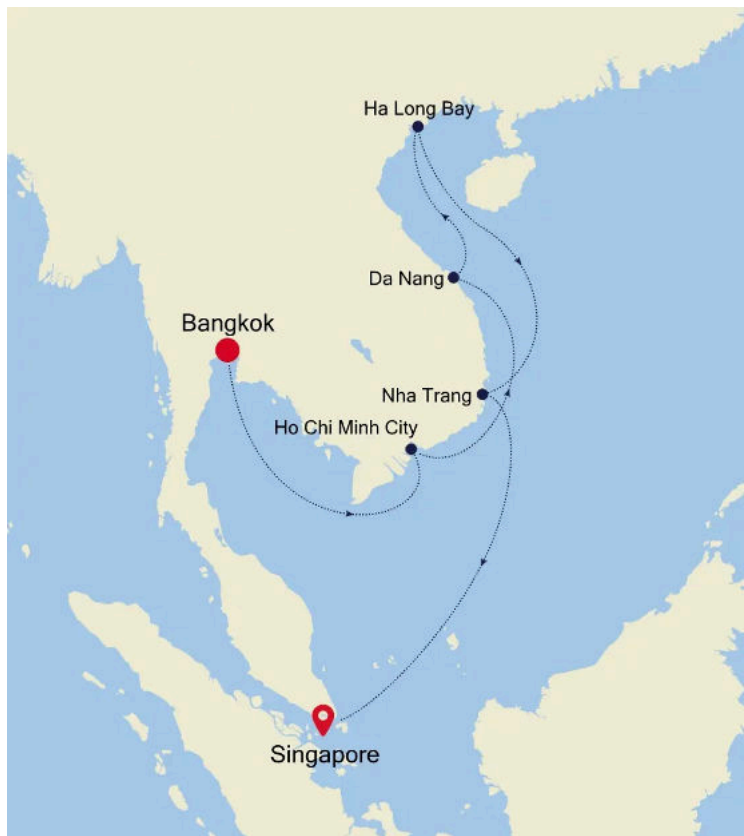 Ha Long Bay
Da Nang
Bangkok
Nha Trang
Ho Chi Minh City
Singapore